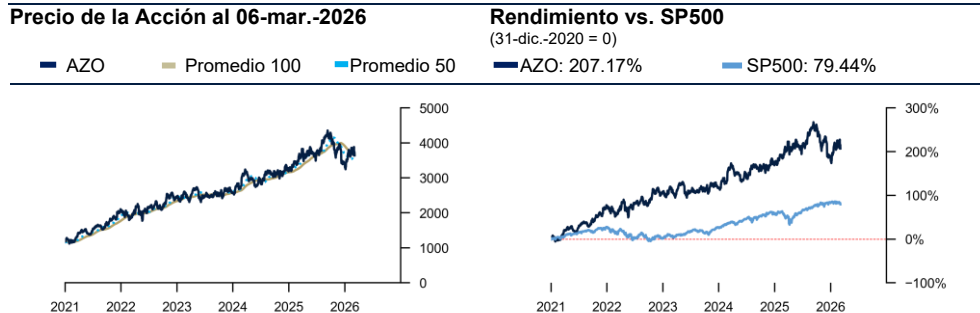 Precio de la Acción al 06-mar.-2026
Rendimiento vs. SP500
(31-dic.-2020 = 0)
AZO Promedio 100 Promedio 50
AZO: 207.17% SP500: 79.44%
5000
4000
3000
2000
1000
0
2021 2022 2023 2024 2025 2026
300%
200%
100%
0%
−100%
2021 2022 2023 2024 2025 2026